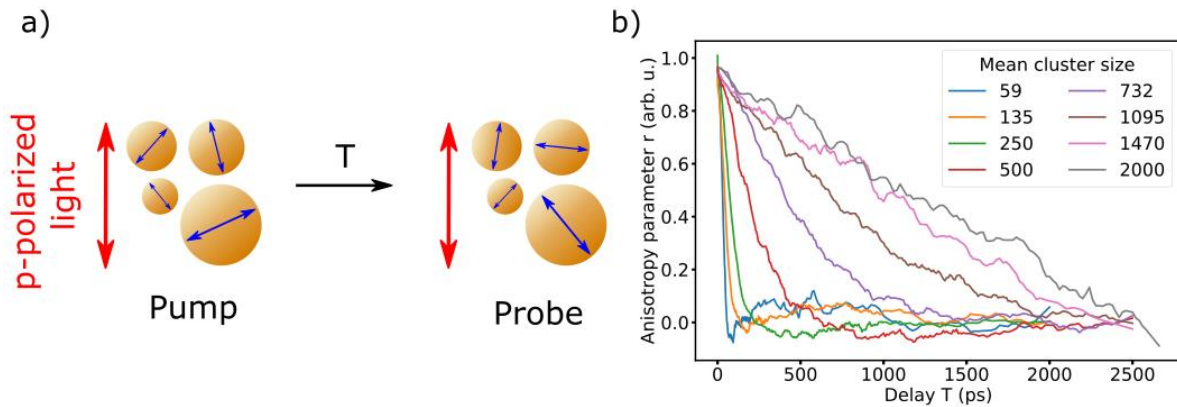 a)
p-polarized
light
T
Pump
Probe
b)
Anisotropy parameter r (arb. u.)
1.0
0.8
0.6
0.4
0.2
0.0
Mean cluster size
59 732
135 1095
250 1470
500 2000
0 500 1000 1500 2000 2500
Delay T (ps)